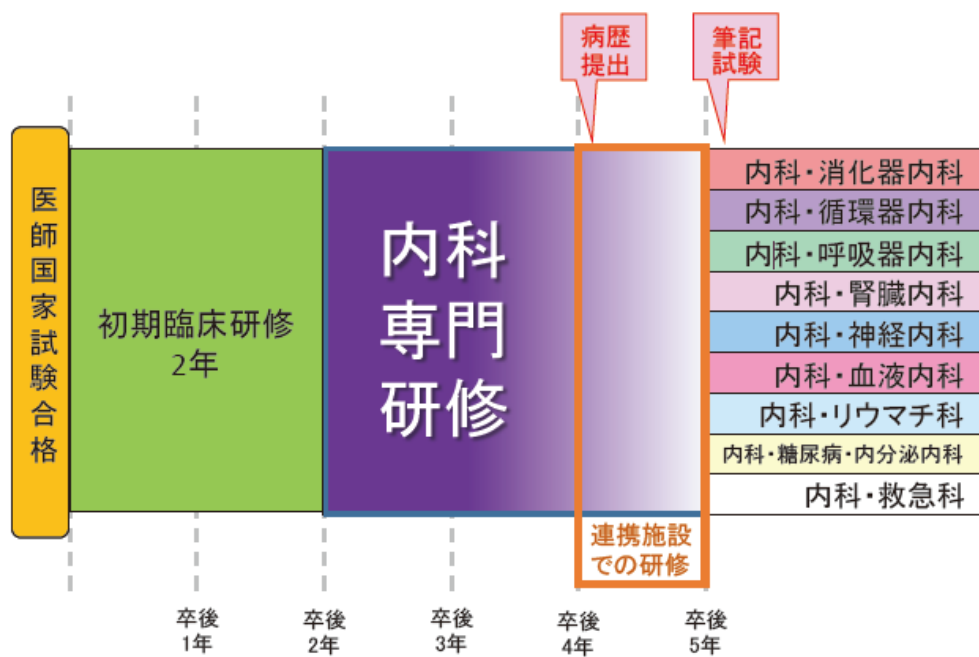 病歴
提出
筆記
試験
医師国家試験合格
初期臨床研修
2年
内科
専門
研修
内科・消化器内科
内科・循環器内科
内科・呼吸器内科
内科・腎臓内科
内科・神経内科
内科・血液内科
内科・リウマチ科
内科・糖尿病・内分泌内科
内科・救急科
連携施設
での研修
卒後
1年
卒後
2年
卒後
3年
卒後
4年
卒後
5年